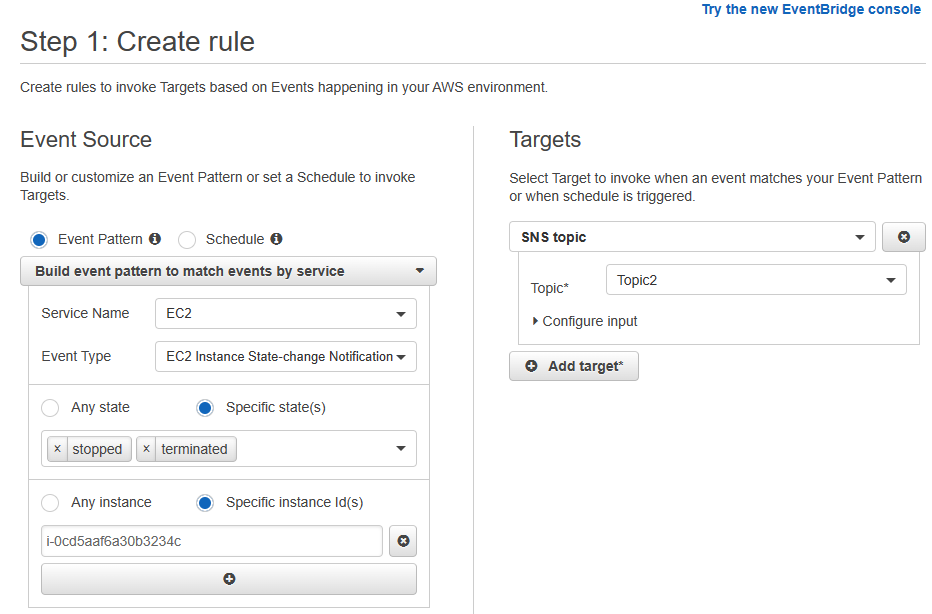 Try the new EventBridge console
Step 1: Create rule
Create rules to invoke Targets based on Events happening in your AWS environment.
Event Source
Build or customize an Event Pattern or set a Schedule to invoke
Targets.
Event Pattern
Schedule
Build event pattern to match events by service
Service Name
EC2
Event Type
EC2 Instance State-change Notification
Any state
Specific state(s)
× stopped
× terminated
Any instance
Specific instance Id(s)
i-0cd5aaf6a30b3234c
Targets
Select Target to invoke when an event matches your Event Pattern
or when schedule is triggered.
SNS topic
Topic*
Topic2
Configure input
Add target*